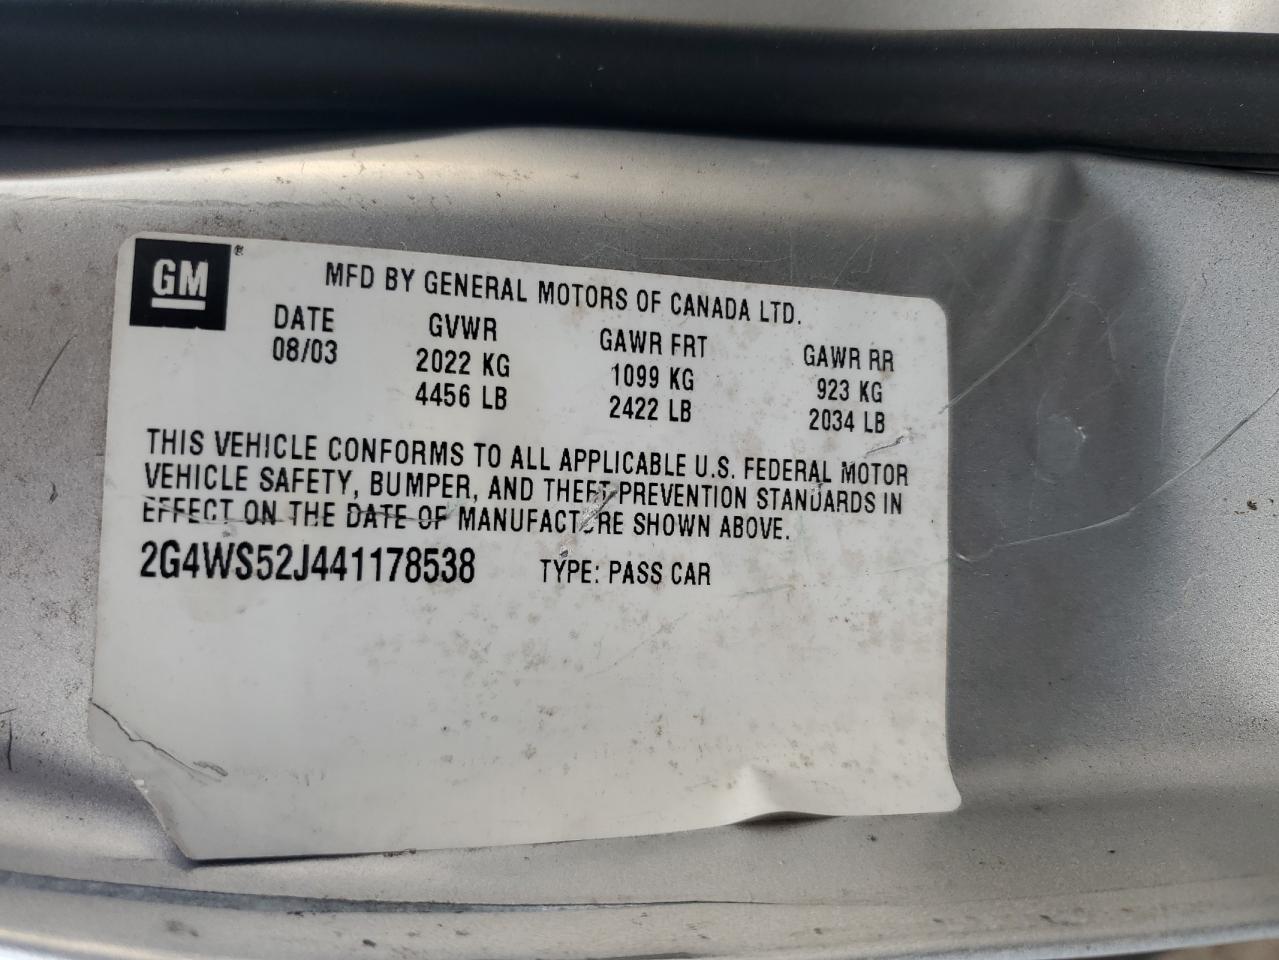 GM ®
MFD BY GENERAL MOTORS OF CANADA LTD.
DATE GVWR GAWR FRT GAWR RR
08/03 2022 KG 1099 KG 923 KG
4456 LB 2422 LB 2034 LB
THIS VEHICLE CONFORMS TO ALL APPLICABLE U.S. FEDERAL MOTOR
VEHICLE SAFETY, BUMPER, AND THEFT PREVENTION STANDARDS IN
EFFECT ON THE DATE OF MANUFACTURE SHOWN ABOVE.
2G4WS52J441178538 TYPE: PASS CAR